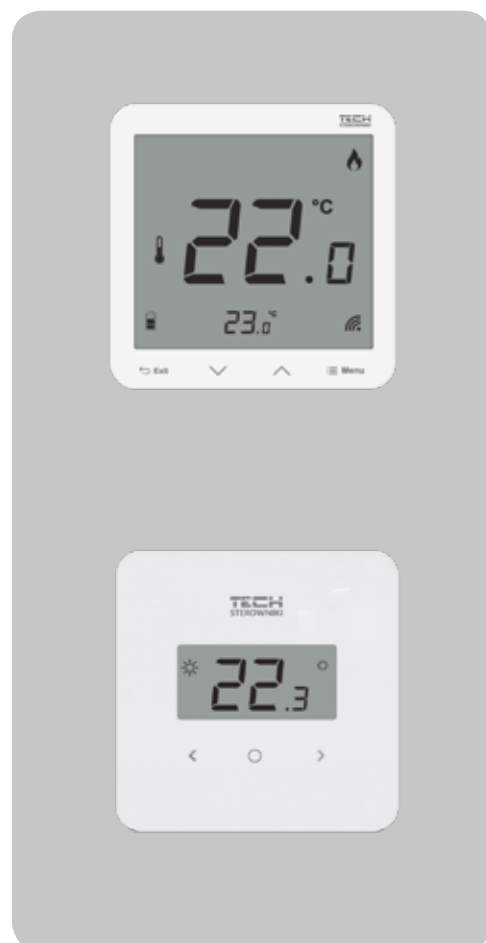 TECH
STEROWNIKI
°C
22.0
23.0°
Exit
Menu
TECH
STEROWNIKI
22.3